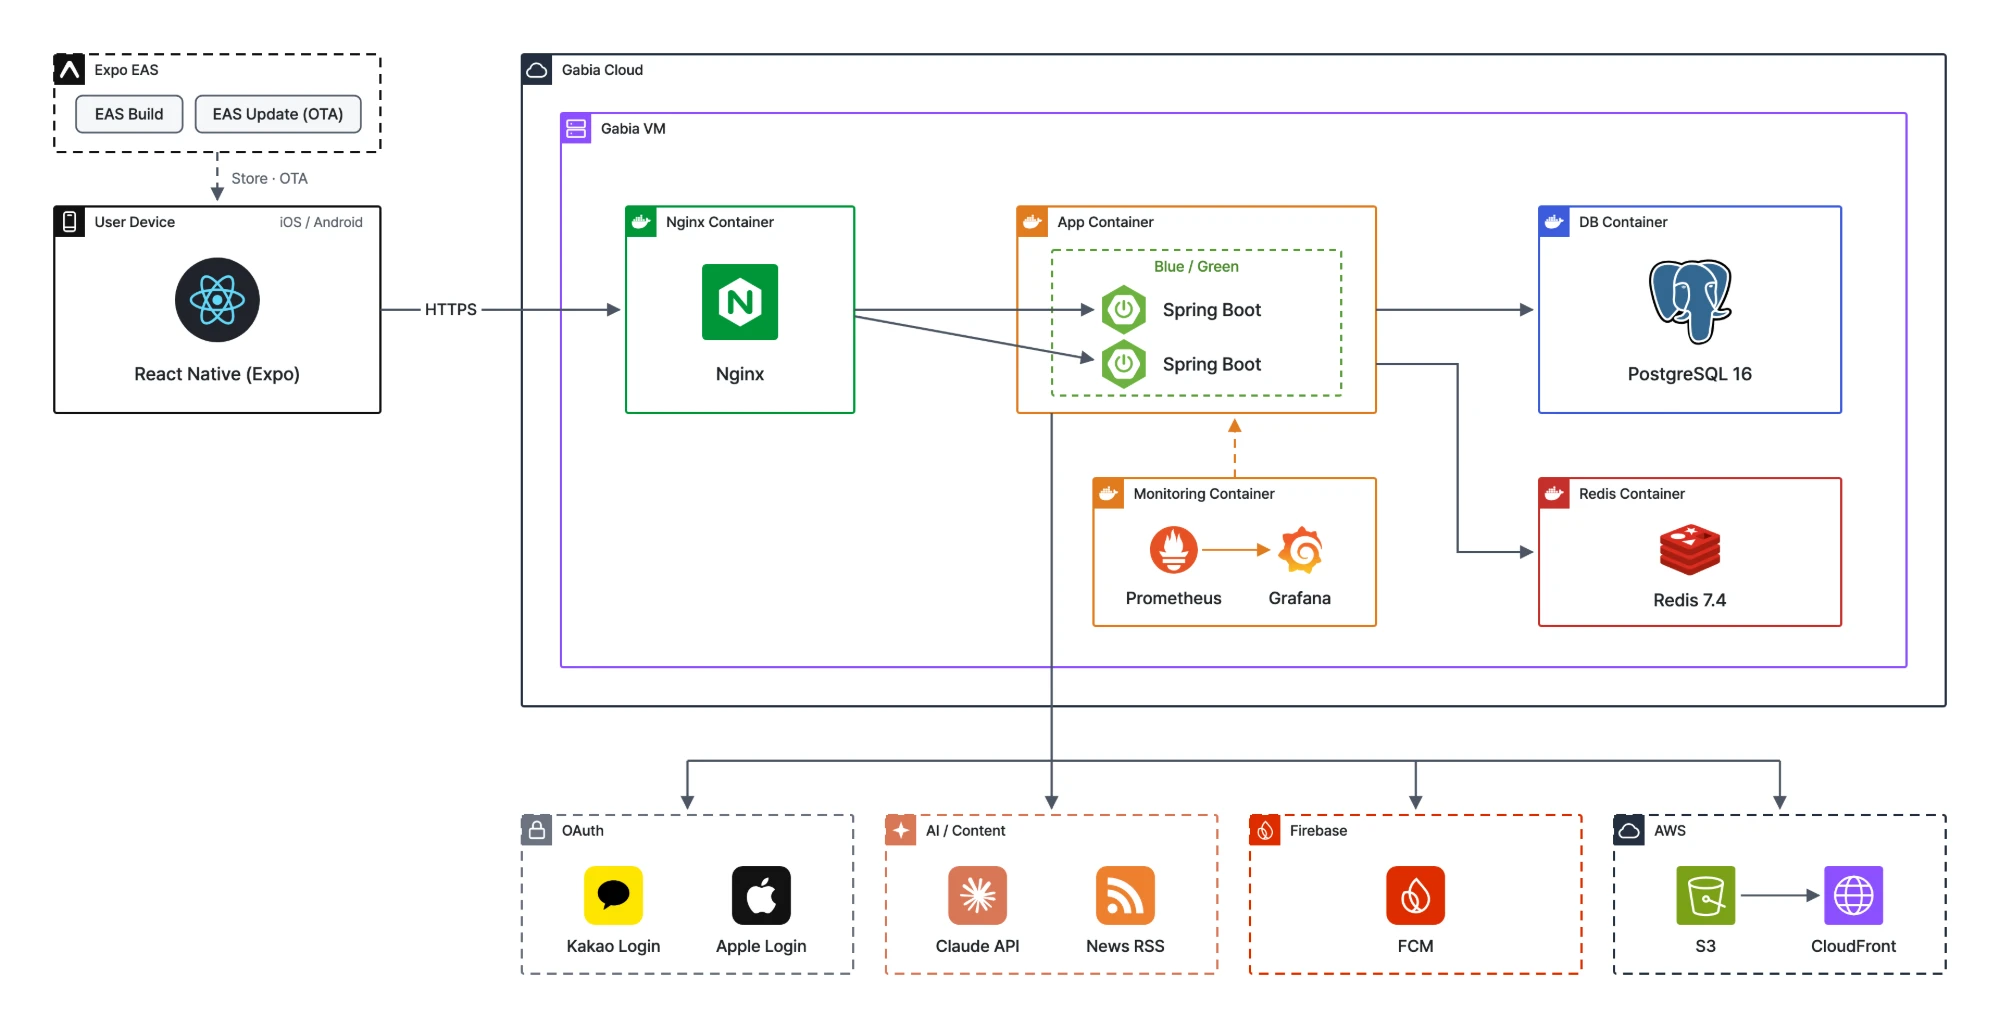 Expo EAS
EAS Build
EAS Update (OTA)
Store · OTA
User Device
iOS / Android
React Native (Expo)
HTTPS
Gabia Cloud
Gabia VM
Nginx Container
Nginx
App Container
Blue / Green
Spring Boot
Spring Boot
DB Container
PostgreSQL 16
Monitoring Container
Prometheus
Grafana
Redis Container
Redis 7.4
OAuth
Kakao Login
Apple Login
AI / Content
Claude API
News RSS
Firebase
FCM
AWS
S3
CloudFront